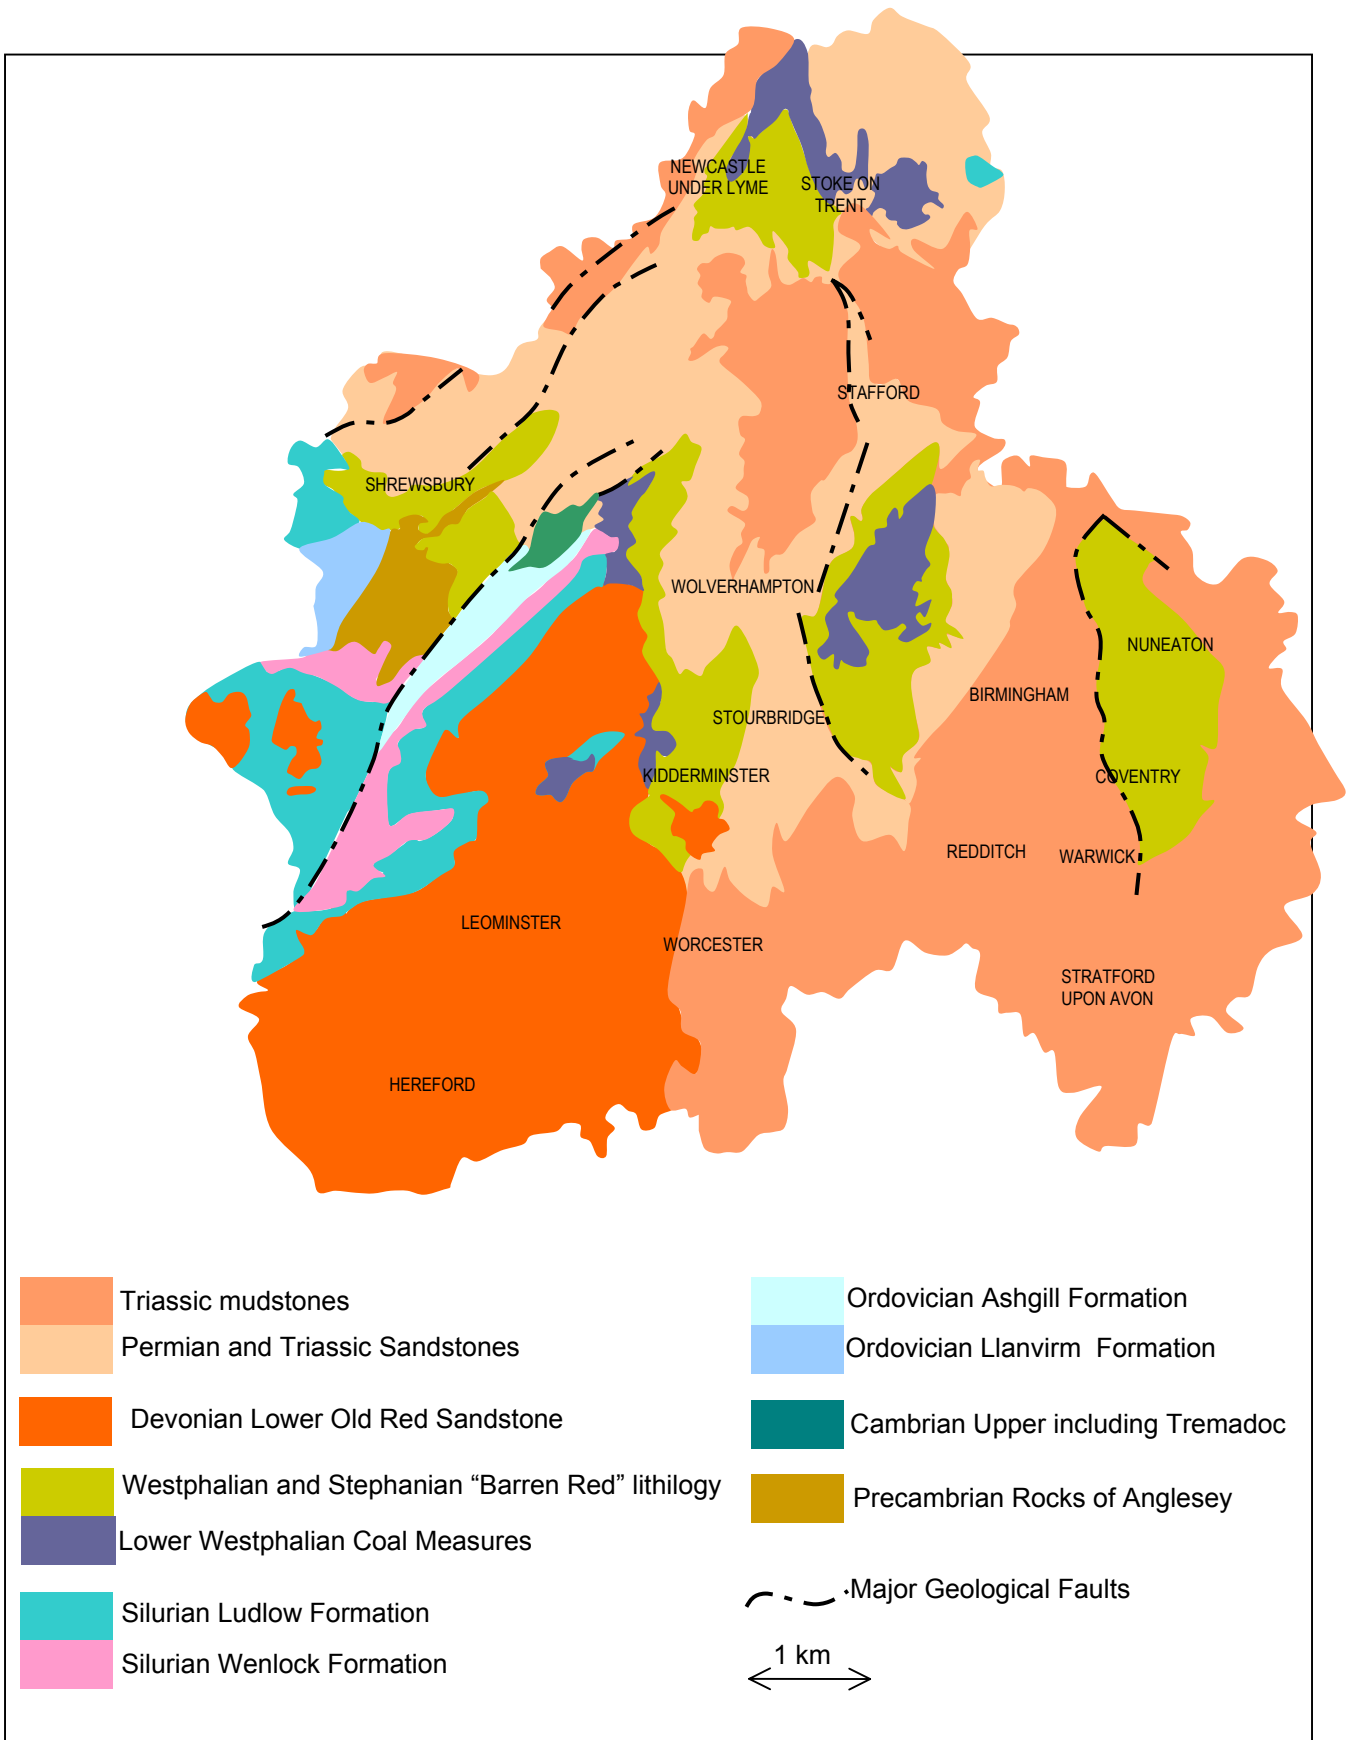 NEWCASTLE
UNDER LYME
STOKE ON
TRENT
STAFFORD
SHREWSBURY
WOLVERHAMPTON
NUNEATON
BIRMINGHAM
STOURBRIDGE
KIDDERMINSTER
COVENTRY
REDDITCH
WARWICK
LEOMINSTER
WORCESTER
STRATFORD
UPON AVON
HEREFORD
Triassic mudstones
Permian and Triassic Sandstones
Devonian Lower Old Red Sandstone
Westphalian and Stephanian “Barren Red” lithilogy
Lower Westphalian Coal Measures
Silurian Ludlow Formation
Silurian Wenlock Formation
Ordovician Ashgill Formation
Ordovician Llanvirm Formation
Cambrian Upper including Tremadoc
Precambrian Rocks of Anglesey
Major Geological Faults
1 km